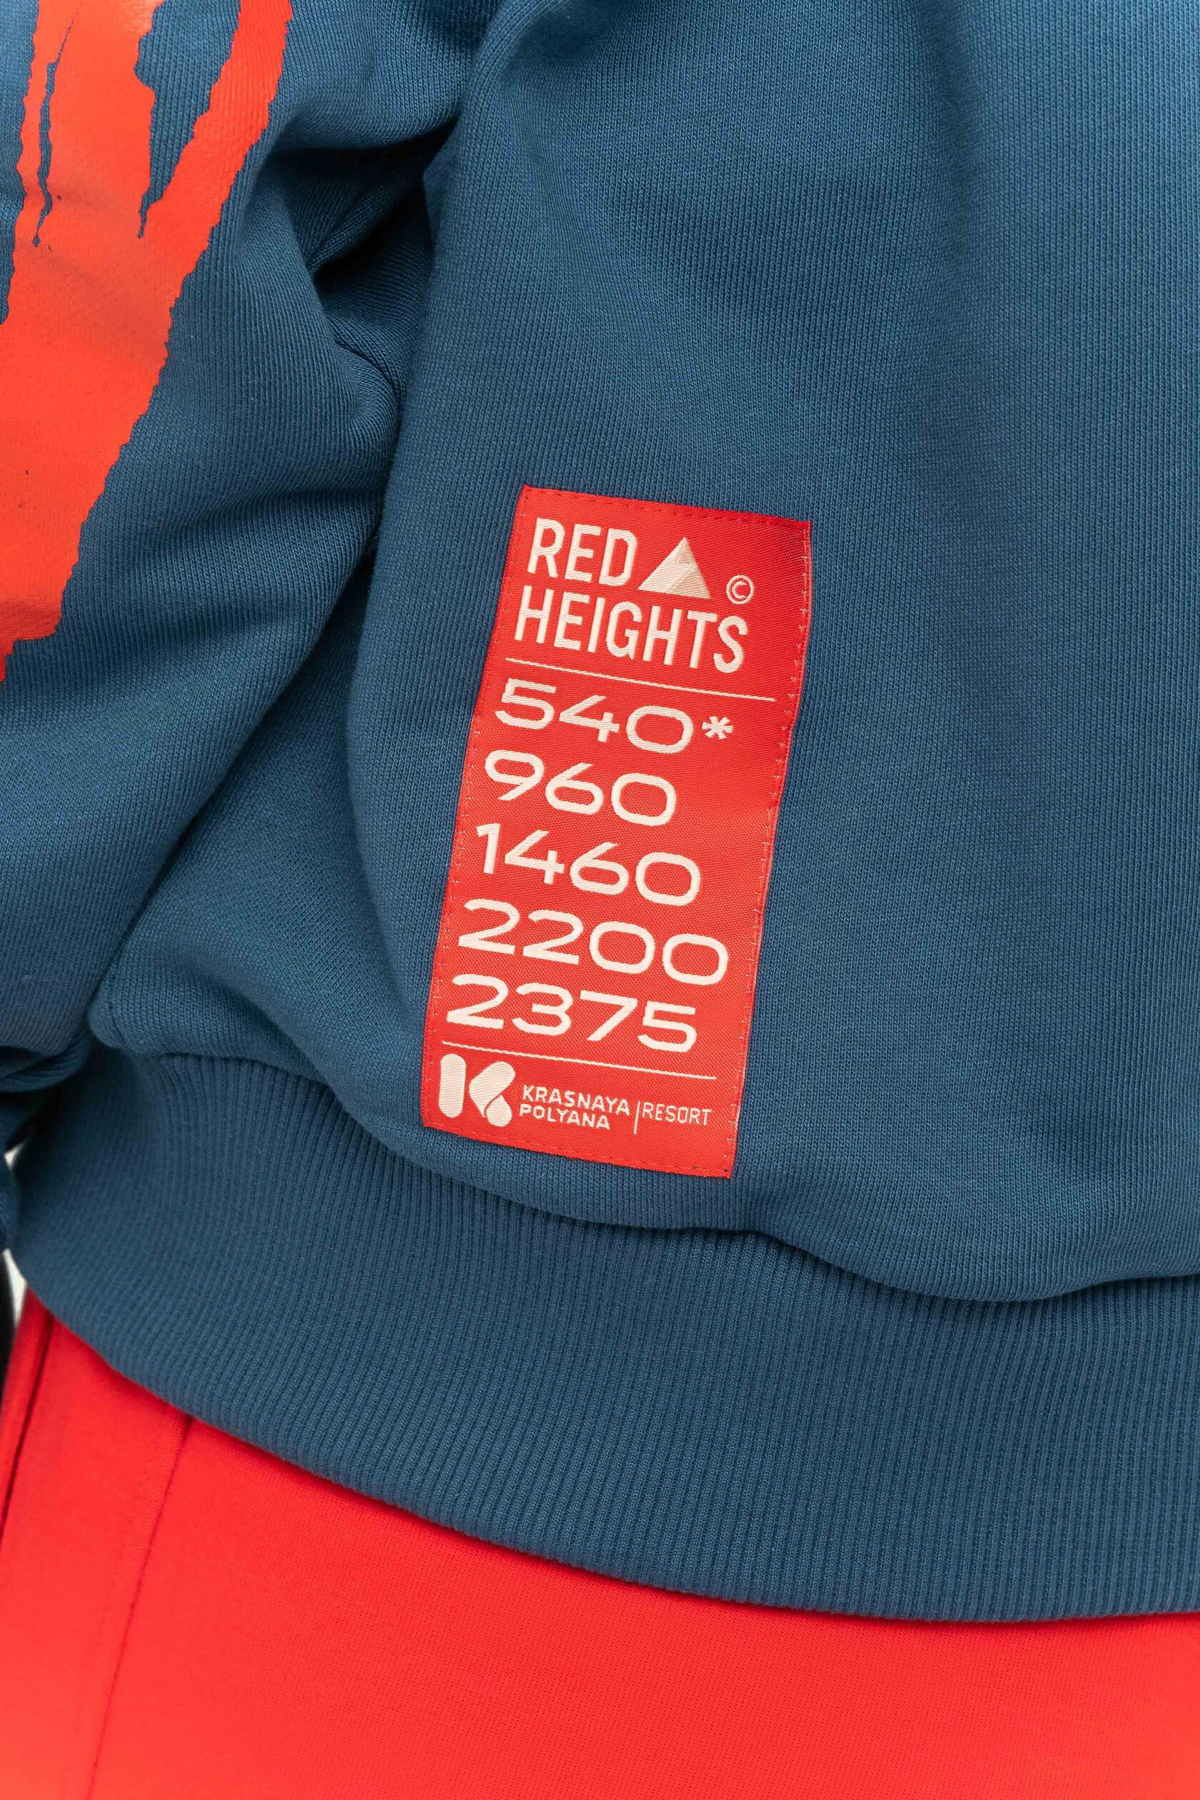 RED ©
HEIGHTS
540*
960
1460
2200
2375
K KRASNAYA
POLYANA | RESORT